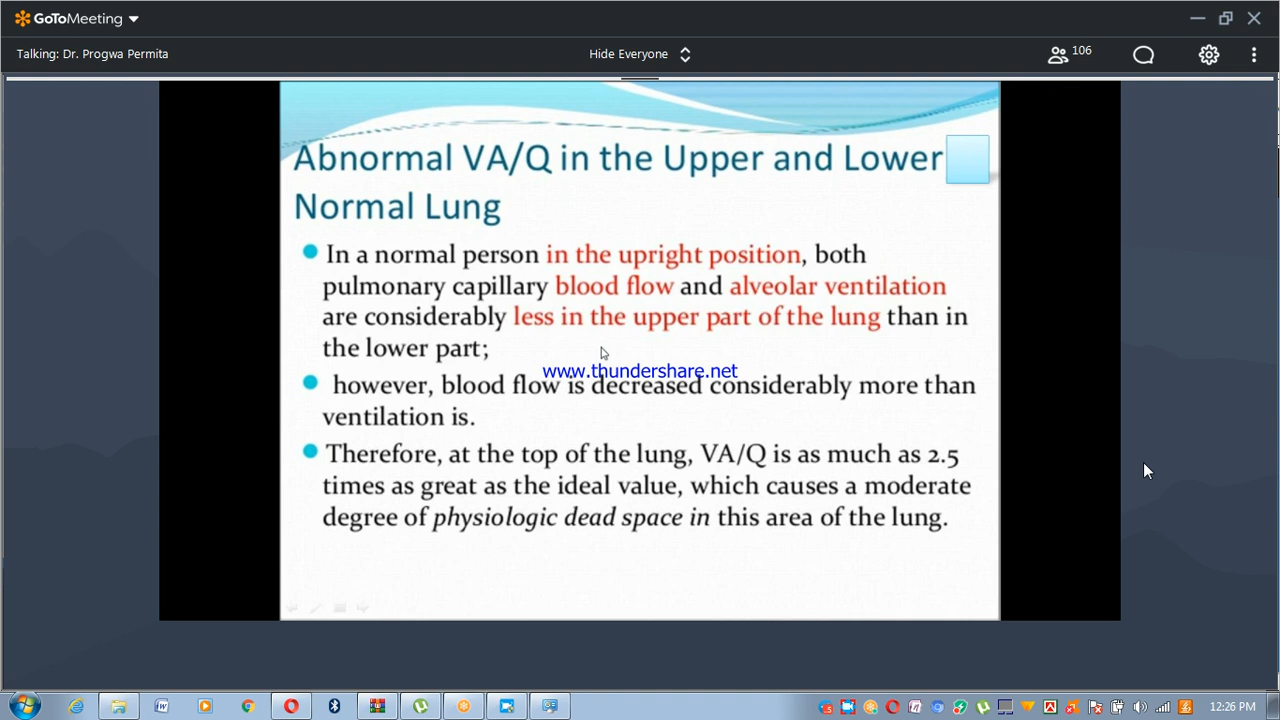 GoToMeeting
Talking: Dr. Progwa Permita
Hide Everyone
106
Abnormal VA/Q in the Upper and Lower
Normal Lung
In a normal person in the upright position, both
pulmonary capillary blood flow and alveolar ventilation
are considerably less in the upper part of the lung than in
the lower part;
www.thundershare.net
however, blood flow is decreased considerably more than
ventilation is.
Therefore, at the top of the lung, VA/Q is as much as 2.5
times as great as the ideal value, which causes a moderate
degree of physiologic dead space in this area of the lung.
12:26 PM